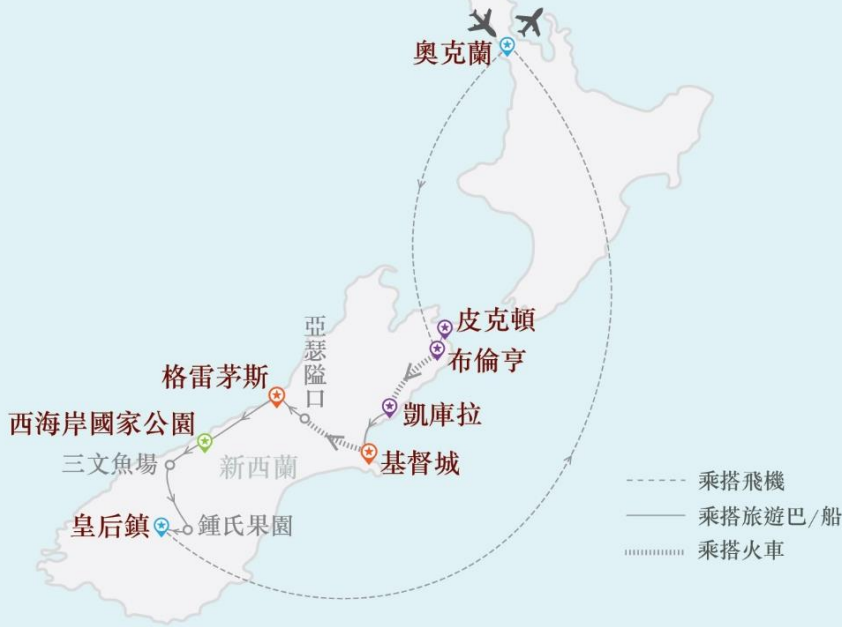 奧克蘭
皮克頓
布倫亨
亞瑟隘口
格雷茅斯
凱庫拉
西海岸國家公園
三文魚場
新西蘭
基督城
皇后鎮
鍾氏果園
乘搭飛機
乘搭旅遊巴/船
乘搭火車